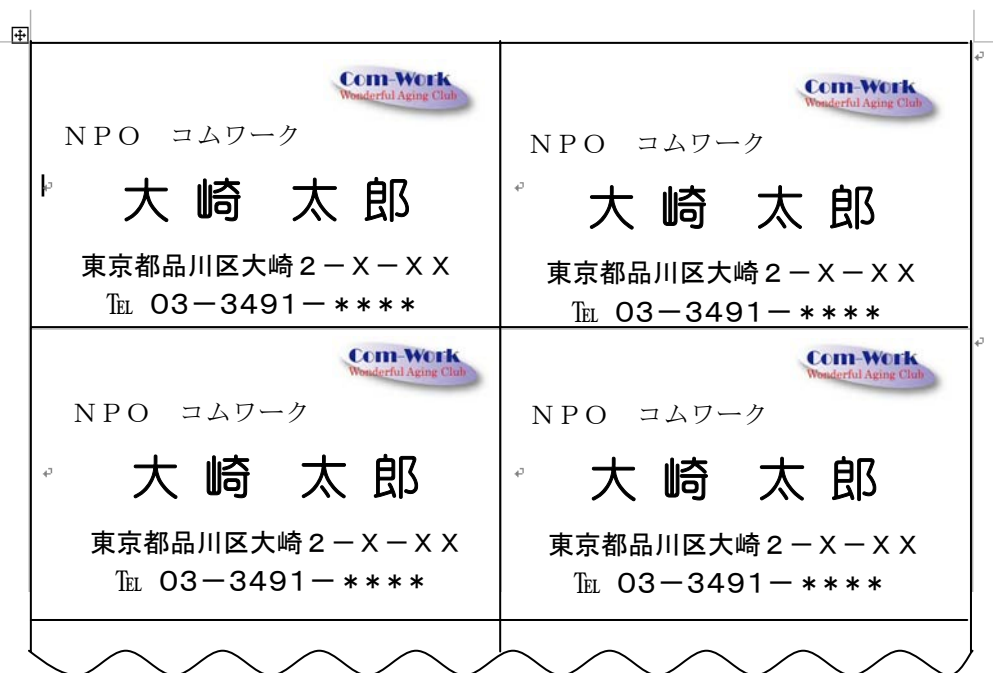 Com-Work
Wonderful Aging Club
ＮＰＯ　コムワーク
大 崎　太 郎
東京都品川区大崎２－Ｘ－ＸＸ
℡ 03－3491－＊＊＊＊
Com-Work
Wonderful Aging Club
ＮＰＯ　コムワーク
大 崎　太 郎
東京都品川区大崎２－Ｘ－ＸＸ
℡ 03－3491－＊＊＊＊
Com-Work
Wonderful Aging Club
ＮＰＯ　コムワーク
大 崎　太 郎
東京都品川区大崎２－Ｘ－ＸＸ
℡ 03－3491－＊＊＊＊
Com-Work
Wonderful Aging Club
ＮＰＯ　コムワーク
大 崎　太 郎
東京都品川区大崎２－Ｘ－ＸＸ
℡ 03－3491－＊＊＊＊